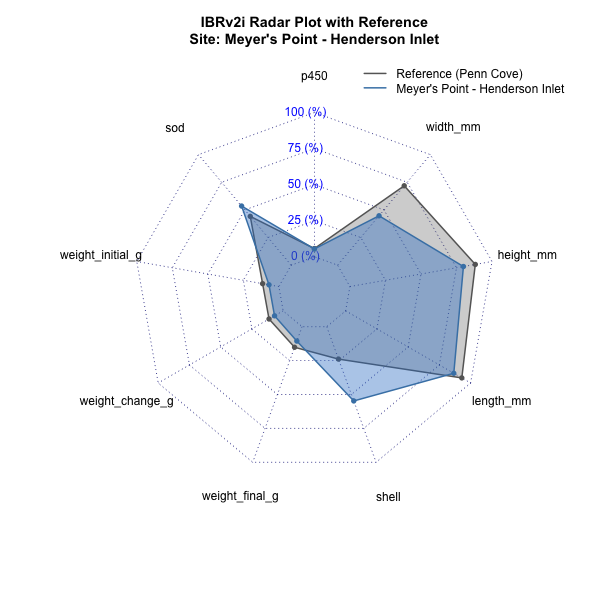 IBRv2i Radar Plot with Reference
Site: Meyer's Point - Henderson Inlet
Reference (Penn Cove)
Meyer's Point - Henderson Inlet
p450
100 (%)
75 (%)
50 (%)
25 (%)
0 (%)
sod
width_mm
weight_initial_g
height_mm
weight_change_g
length_mm
weight_final_g
shell